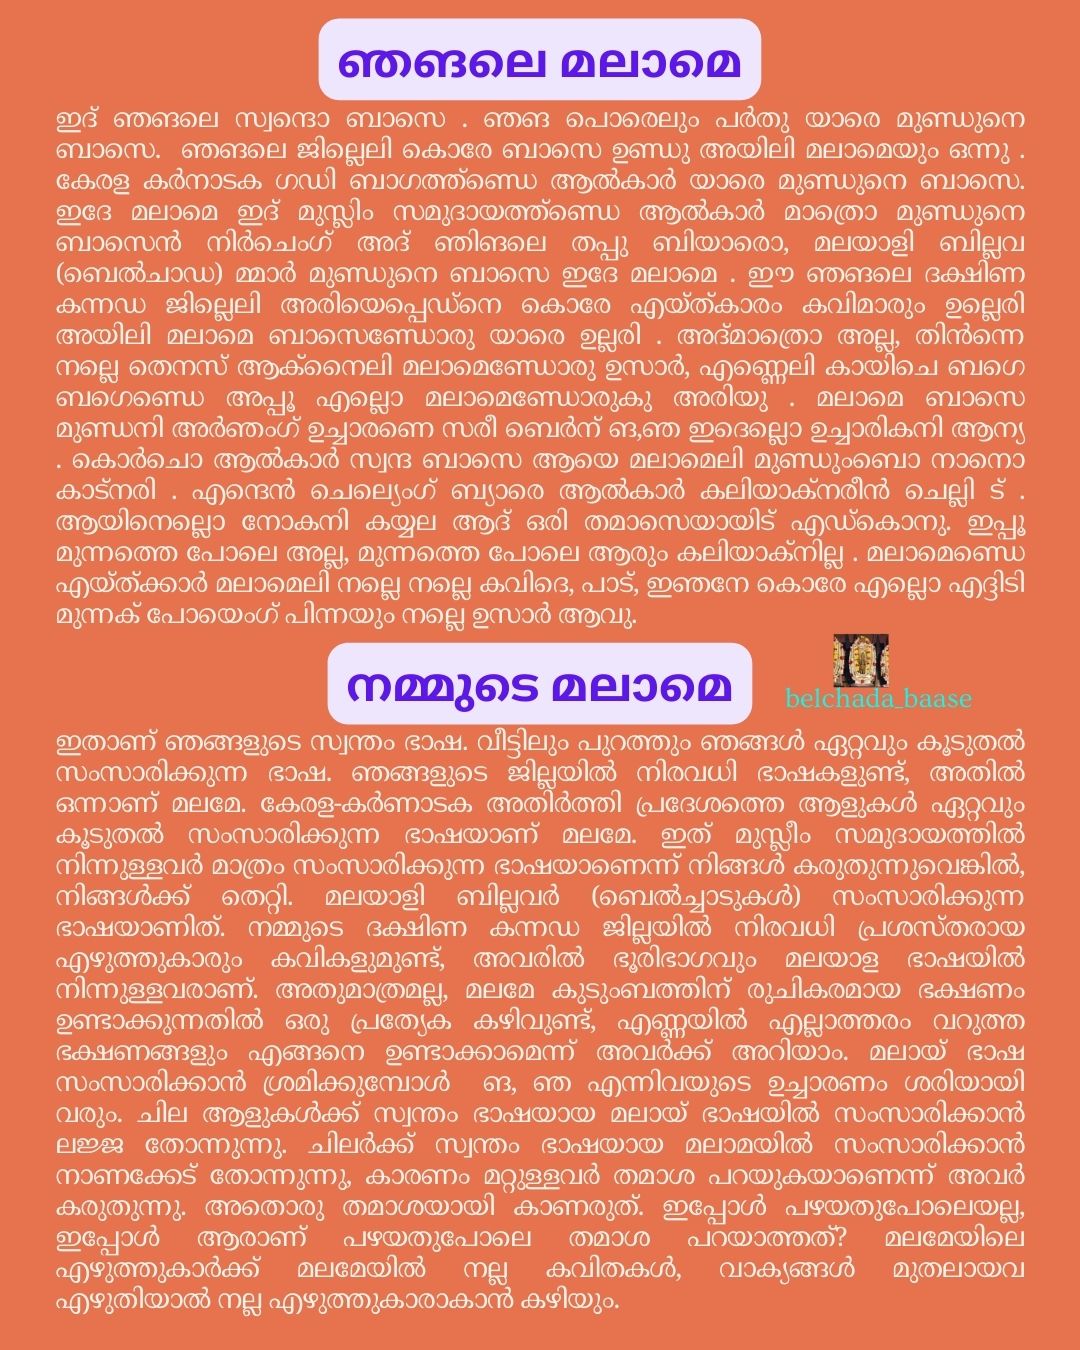 ഞങലെ മലാമെ
ഇദ് ഞങലെ സ്വന്ദൊ ബാസെ . ഞങ പൊരെലും പർതു യാരെ മുണ്ഡുനെ
ബാസെ. ഞങലെ ജില്ലെലി കൊരേ ബാസെ ഉണ്ഡു അയിലി മലാമെയും ഒന്നു .
കേരള കർനാടക ഗഡി ബാഗത്ത്ണ്ഡെ ആൽകാർ യാരെ മുണ്ഡുനെ ബാസെ.
ഇദേ മലാമെ ഇദ് മുസ്ലിം സമുദായത്ത്ണ്ഡെ ആൽകാർ മാത്രൊ മുണ്ഡുനെ
ബാസെൻ നിർചെംഗ് അദ് ഞിങലെ തപ്പു ബിയാരൊ, മലയാളി ബില്ലവ
(ബെൽചാഡ) മ്മാർ മുണ്ഡുനെ ബാസെ ഇദേ മലാമെ . ഈ ഞങലെ ദക്ഷിണ
കന്നഡ ജില്ലെലി അരിയെപ്പെഡ്നെ കൊരേ എയ്ത്കാരം കവിമാരും ഉല്ലെരി
അയിലി മലാമെ ബാസെണ്ഡോരു യാരെ ഉല്ലരി . അദ്മാത്രൊ അല്ല, തിൻന്നെ
നല്ലെ തെനസ് ആക്നൈലി മലാമെണ്ഡോരു ഉസാർ, എണ്ണെലി കായിചെ ബഗെ
ബഗെണ്ഡെ അപ്പൂ എല്ലൊ മലാമെണ്ഡോരുകു അരിയു . മലാമെ ബാസെ
മുണ്ഡനി അർഞംഗ് ഉച്ചാരണെ സരീ ബെർന് ങ,ഞ ഇദെല്ലൊ ഉച്ചാരികനി ആന്യ
. കൊർചൊ ആൽകാർ സ്വന്ദ ബാസെ ആയെ മലാമെലി മുണ്ഡുംബൊ നാനൊ
കാട്നരി . എന്ദെൻ ചെല്യെംഗ് ബ്യാരെ ആൽകാർ കലിയാക്നരീൻ ചെല്ലി ട് .
ആയിനെല്ലൊ നോകനി കയ്യല ആദ് ഒരി തമാസെയായിട് എഡ്കൊനു. ഇപ്പൂ
മുന്നത്തെ പോലെ അല്ല, മുന്നത്തെ പോലെ ആരും കലിയാക്നില്ല . മലാമെണ്ഡെ
എയ്ത്ക്കാർ മലാമെലി നല്ലെ നല്ലെ കവിദെ, പാട്, ഇഞനേ കൊരേ എല്ലൊ എദ്ദിടി
മുന്നക് പോയെംഗ് പിന്നയും നല്ലെ ഉസാർ ആവു.
നമ്മുടെ മലാമെ
belchada_baase
ഇതാണ് ഞങ്ങളുടെ സ്വന്തം ഭാഷ. വീട്ടിലും പുറത്തും ഞങ്ങൾ ഏറ്റവും കൂടുതൽ
സംസാരിക്കുന്ന ഭാഷ. ഞങ്ങളുടെ ജില്ലയിൽ നിരവധി ഭാഷകളുണ്ട്, അതിൽ
ഒന്നാണ് മലമേ. കേരള-കർണാടക അതിർത്തി പ്രദേശത്തെ ആളുകൾ ഏറ്റവും
കൂടുതൽ സംസാരിക്കുന്ന ഭാഷയാണ് മലമേ. ഇത് മുസ്ലീം സമുദായത്തിൽ
നിന്നുള്ളവർ മാത്രം സംസാരിക്കുന്ന ഭാഷയാണെന്ന് നിങ്ങൾ കരുതുന്നുവെങ്കിൽ,
നിങ്ങൾക്ക് തെറ്റി. മലയാളി ബില്ലവർ (ബെൽച്ചാടുകൾ) സംസാരിക്കുന്ന
ഭാഷയാണിത്. നമ്മുടെ ദക്ഷിണ കന്നഡ ജില്ലയിൽ നിരവധി പ്രശസ്തരായ
എഴുത്തുകാരും കവികളുമുണ്ട്, അവരിൽ ഭൂരിഭാഗവും മലയാള ഭാഷയിൽ
നിന്നുള്ളവരാണ്. അതുമാത്രമല്ല, മലമേ കുടുംബത്തിന് രുചികരമായ ഭക്ഷണം
ഉണ്ടാക്കുന്നതിൽ ഒരു പ്രത്യേക കഴിവുണ്ട്, എണ്ണയിൽ എല്ലാത്തരം വറുത്ത
ഭക്ഷണങ്ങളും എങ്ങനെ ഉണ്ടാക്കാമെന്ന് അവർക്ക് അറിയാം. മലായ് ഭാഷ
സംസാരിക്കാൻ ശ്രമിക്കുമ്പോൾ ങ, ഞ എന്നിവയുടെ ഉച്ചാരണം ശരിയായി
വരും. ചില ആളുകൾക്ക് സ്വന്തം ഭാഷയായ മലായ് ഭാഷയിൽ സംസാരിക്കാൻ
ലജ്ജ തോന്നുന്നു. ചിലർക്ക് സ്വന്തം ഭാഷയായ മലാമയിൽ സംസാരിക്കാൻ
നാണക്കേട് തോന്നുന്നു, കാരണം മറ്റുള്ളവർ തമാശ പറയുകയാണെന്ന് അവർ
കരുതുന്നു. അതൊരു തമാശയായി കാണരുത്. ഇപ്പോൾ പഴയതുപോലെയല്ല,
ഇപ്പോൾ ആരാണ് പഴയതുപോലെ തമാശ പറയാത്തത്? മലമേയിലെ
എഴുത്തുകാർക്ക് മലമേയിൽ നല്ല കവിതകൾ, വാക്യങ്ങൾ മുതലായവ
എഴുതിയാൽ നല്ല എഴുത്തുകാരാകാൻ കഴിയും.